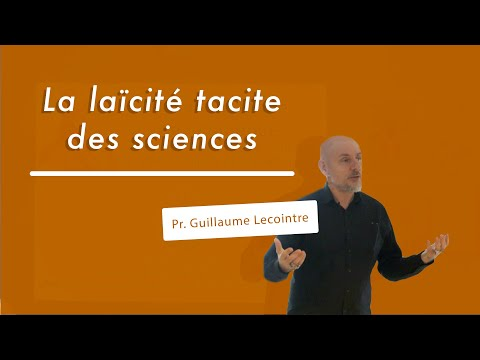 La laïcité tacite
des sciences
Pr. Guillaume Lecointre